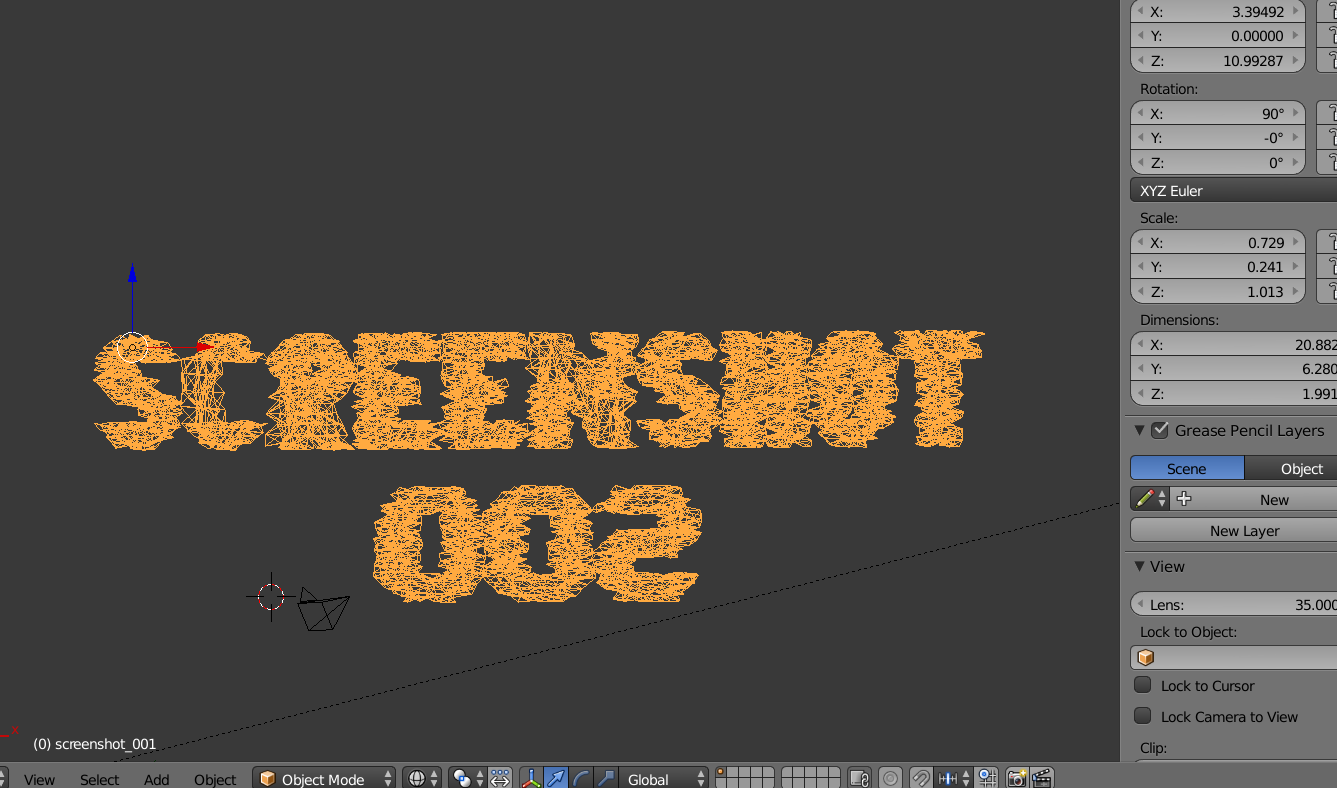 X: 3.39492
Y: 0.00000
Z: 10.99287
Rotation:
X: 90°
Y: -0°
Z: 0°
XYZ Euler
Scale:
X: 0.729
Y: 0.241
Z: 1.013
Dimensions:
X: 20.882
Y: 6.280
Z: 1.991
Grease Pencil Layers
Scene Object
New
New Layer
View
Lens: 35.000
Lock to Object:
Lock to Cursor
Lock Camera to View
Clip:
SCREENSHOT
002
x
(0) screenshot_001
View Select Add Object Object Mode Global